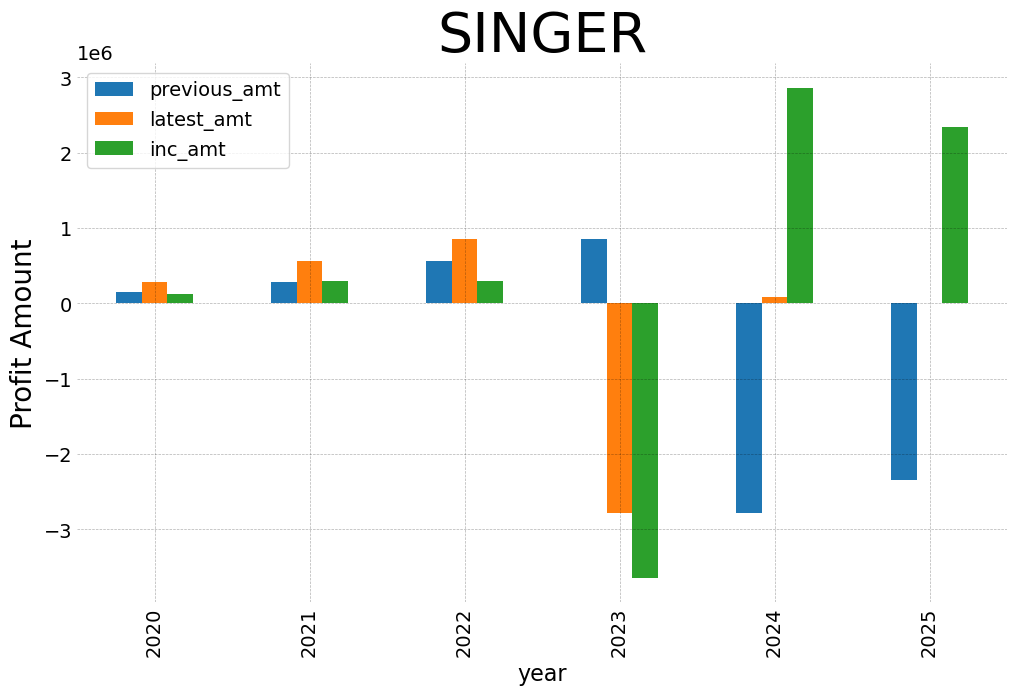 SINGER
1e6
previous_amt
latest_amt
inc_amt
Profit Amount
3
2
1
0
−1
−2
−3
2020
2021
2022
2023
2024
2025
year